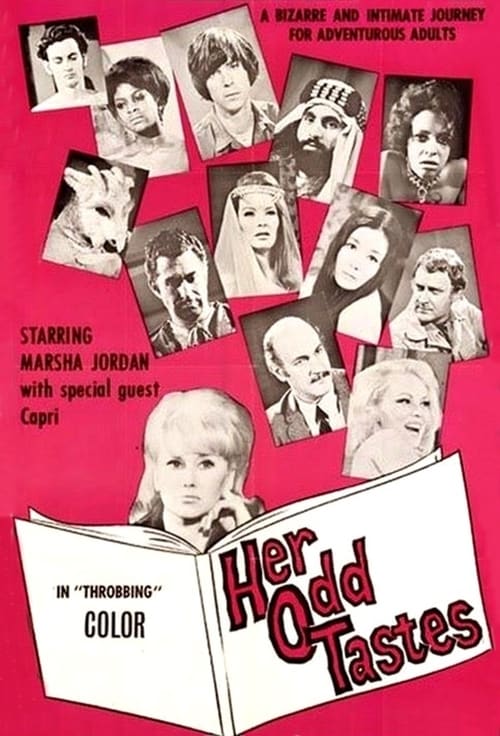 A BIZARRE AND INTIMATE JOURNEY
FOR ADVENTUROUS ADULTS
STARRING
MARSHA JORDAN
with special guest
Capri
IN "THROBBING"
COLOR
Her
Odd
Tastes